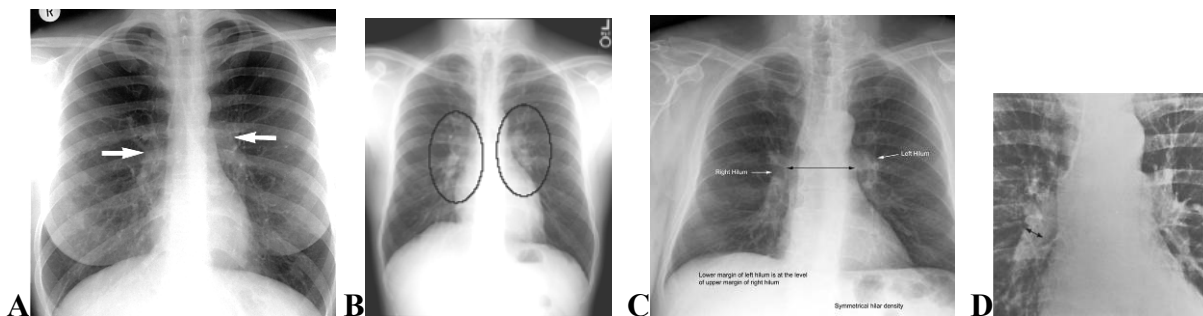 R
Left Hilum
Right Hilum
Lower margin of left hilum is at the level
of upper margin of right hilum
Symmetrical hilar density
A
B
C
D